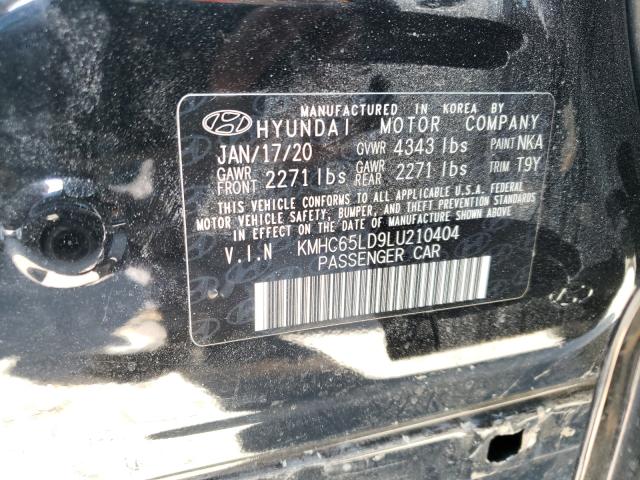 MANUFACTURED IN KOREA BY
HYUNDAI MOTOR COMPANY
JAN/17/20 GVWR 4343 lbs PAINT NKA
GAWR FRONT 2271 lbs GAWR REAR 2271 lbs TRIM T9Y
THIS VEHICLE CONFORMS TO ALL APPLICABLE U.S.A. FEDERAL
MOTOR VEHICLE SAFETY, BUMPER, AND THEFT PREVENTION STANDARDS
IN EFFECT ON THE DATE OF MANUFACTURE SHOWN ABOVE
V.I.N KMHC65LD9LU210404
PASSENGER CAR